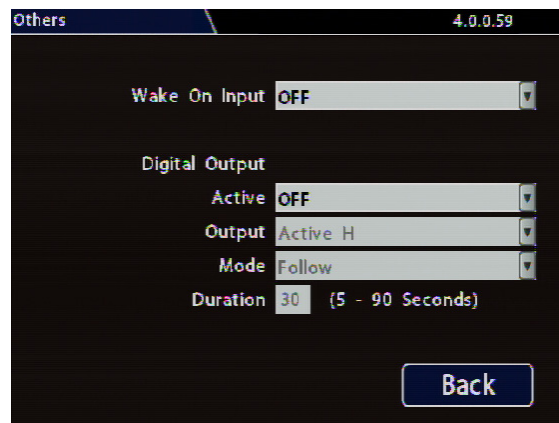 Others 4.0.0.59
Wake On Input OFF
Digital Output
Active OFF
Output Active H
Mode Follow
Duration 30 (5 - 90 Seconds)
Back